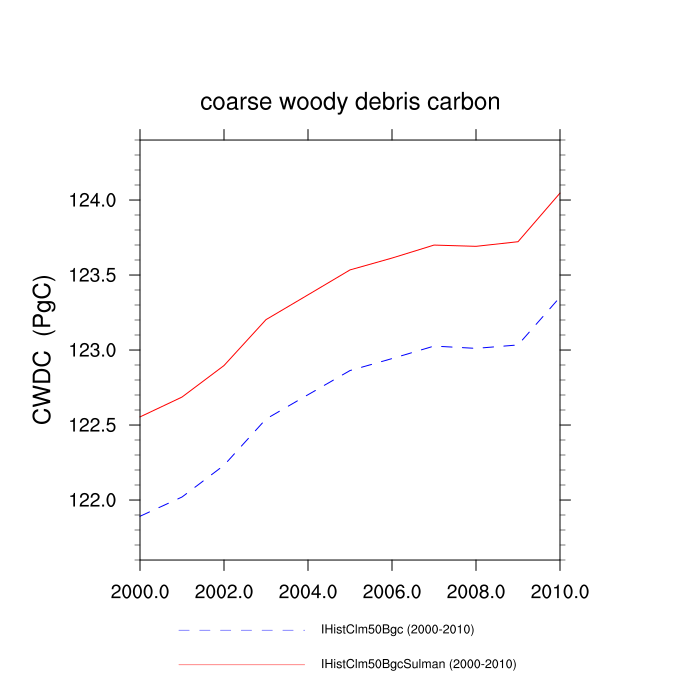 coarse woody debris carbon
CWDC (PgC)
124.0
123.5
123.0
122.5
122.0
2000.0 2002.0 2004.0 2006.0 2008.0 2010.0
IHistClm50Bgc (2000-2010)
IHistClm50BgcSulman (2000-2010)